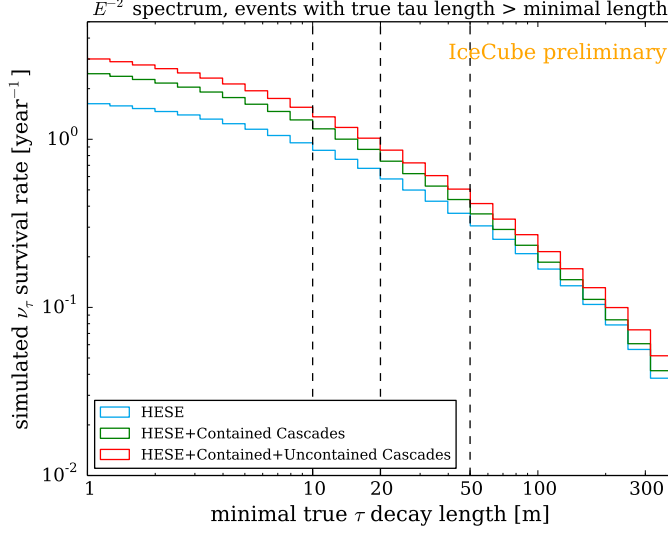 E⁻² spectrum, events with true tau length > minimal length
IceCube preliminary
simulated ν_τ survival rate [year⁻¹]
10⁰
10⁻¹
10⁻²
HESE
HESE+Contained Cascades
HESE+Contained+Uncontained Cascades
1 10 20 50 100 300
minimal true τ decay length [m]